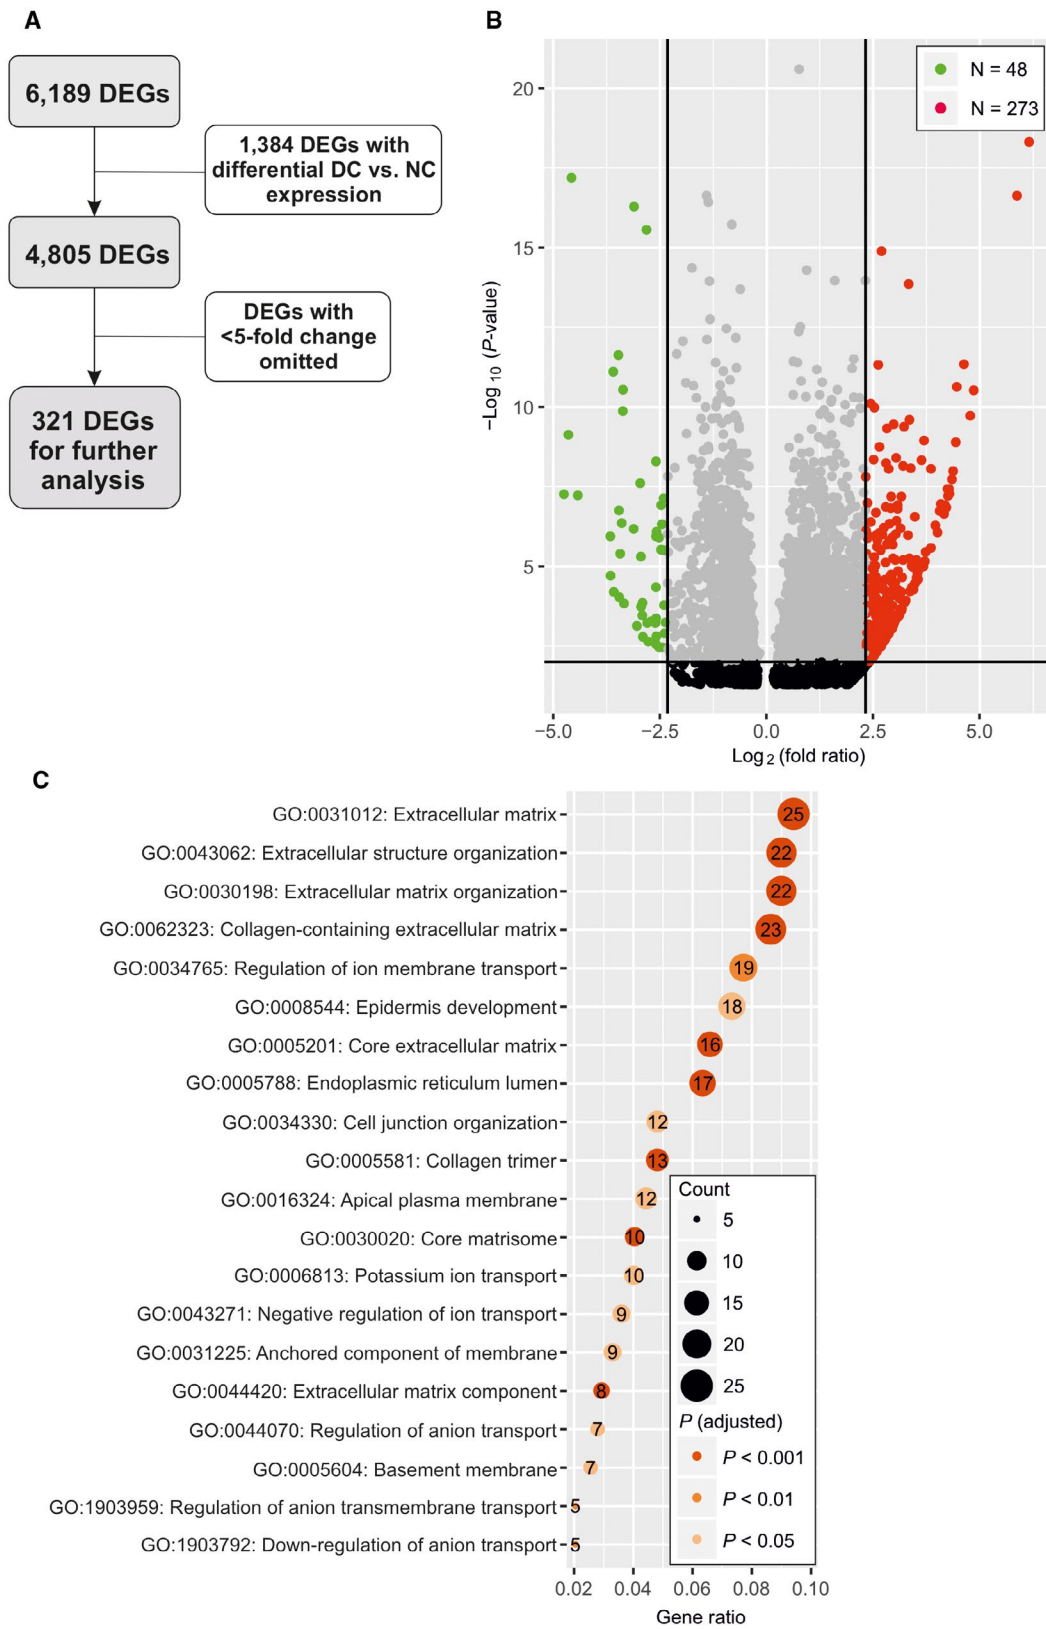 A
6,189 DEGs
1,384 DEGs with
differential DC vs. NC
expression
4,805 DEGs
DEGs with
<5-fold change
omitted
321 DEGs
for further
analysis
B
N = 48
N = 273
20
15
10
5
−Log 10 (P-value)
−5.0 −2.5 0.0 2.5 5.0
Log2 (fold ratio)
C
GO:0031012: Extracellular matrix 25
GO:0043062: Extracellular structure organization 22
GO:0030198: Extracellular matrix organization 22
GO:0062323: Collagen-containing extracellular matrix 23
GO:0034765: Regulation of ion membrane transport 19
GO:0008544: Epidermis development 18
GO:0005201: Core extracellular matrix 16
GO:0005788: Endoplasmic reticulum lumen 17
GO:0034330: Cell junction organization 12
GO:0005581: Collagen trimer 13
GO:0016324: Apical plasma membrane 12
GO:0030020: Core matrisome 10
GO:0006813: Potassium ion transport 10
GO:0043271: Negative regulation of ion transport 9
GO:0031225: Anchored component of membrane 9
GO:0044420: Extracellular matrix component 8
GO:0044070: Regulation of anion transport 7
GO:0005604: Basement membrane 7
GO:1903959: Regulation of anion transmembrane transport 5
GO:1903792: Down-regulation of anion transport 5
Count
5
10
15
20
25
P (adjusted)
P < 0.001
P < 0.01
P < 0.05
0.02 0.04 0.06 0.08 0.10
Gene ratio